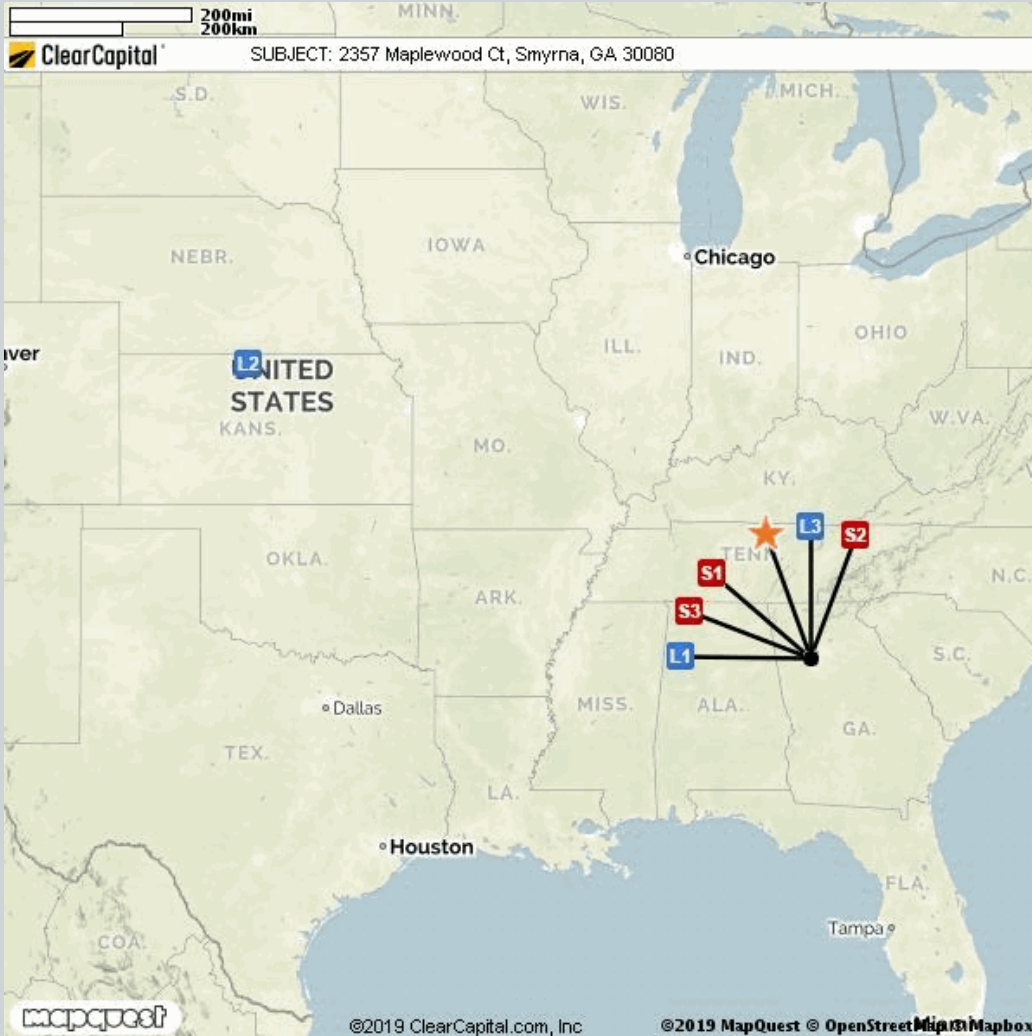 MINN.
200mi
200km
ClearCapital SUBJECT: 2357 Maplewood Ct, Smyrna, GA 30080
S.D.
WIS.
MICH.
NEBR.
IOWA
Chicago
ILL.
IND.
OHIO
L2
UNITED
STATES
KANS.
MO.
W.VA.
KY.
L3
S2
TENN
OKLA.
S1
N.C.
ARK.
S3
L1
S.C.
MISS.
ALA.
Dallas
GA.
TEX.
LA.
Houston
FLA.
Tampa
COA.
mapquest
©2019 ClearCapital.com, Inc
©2019 MapQuest © OpenStreetMap © Mapbox